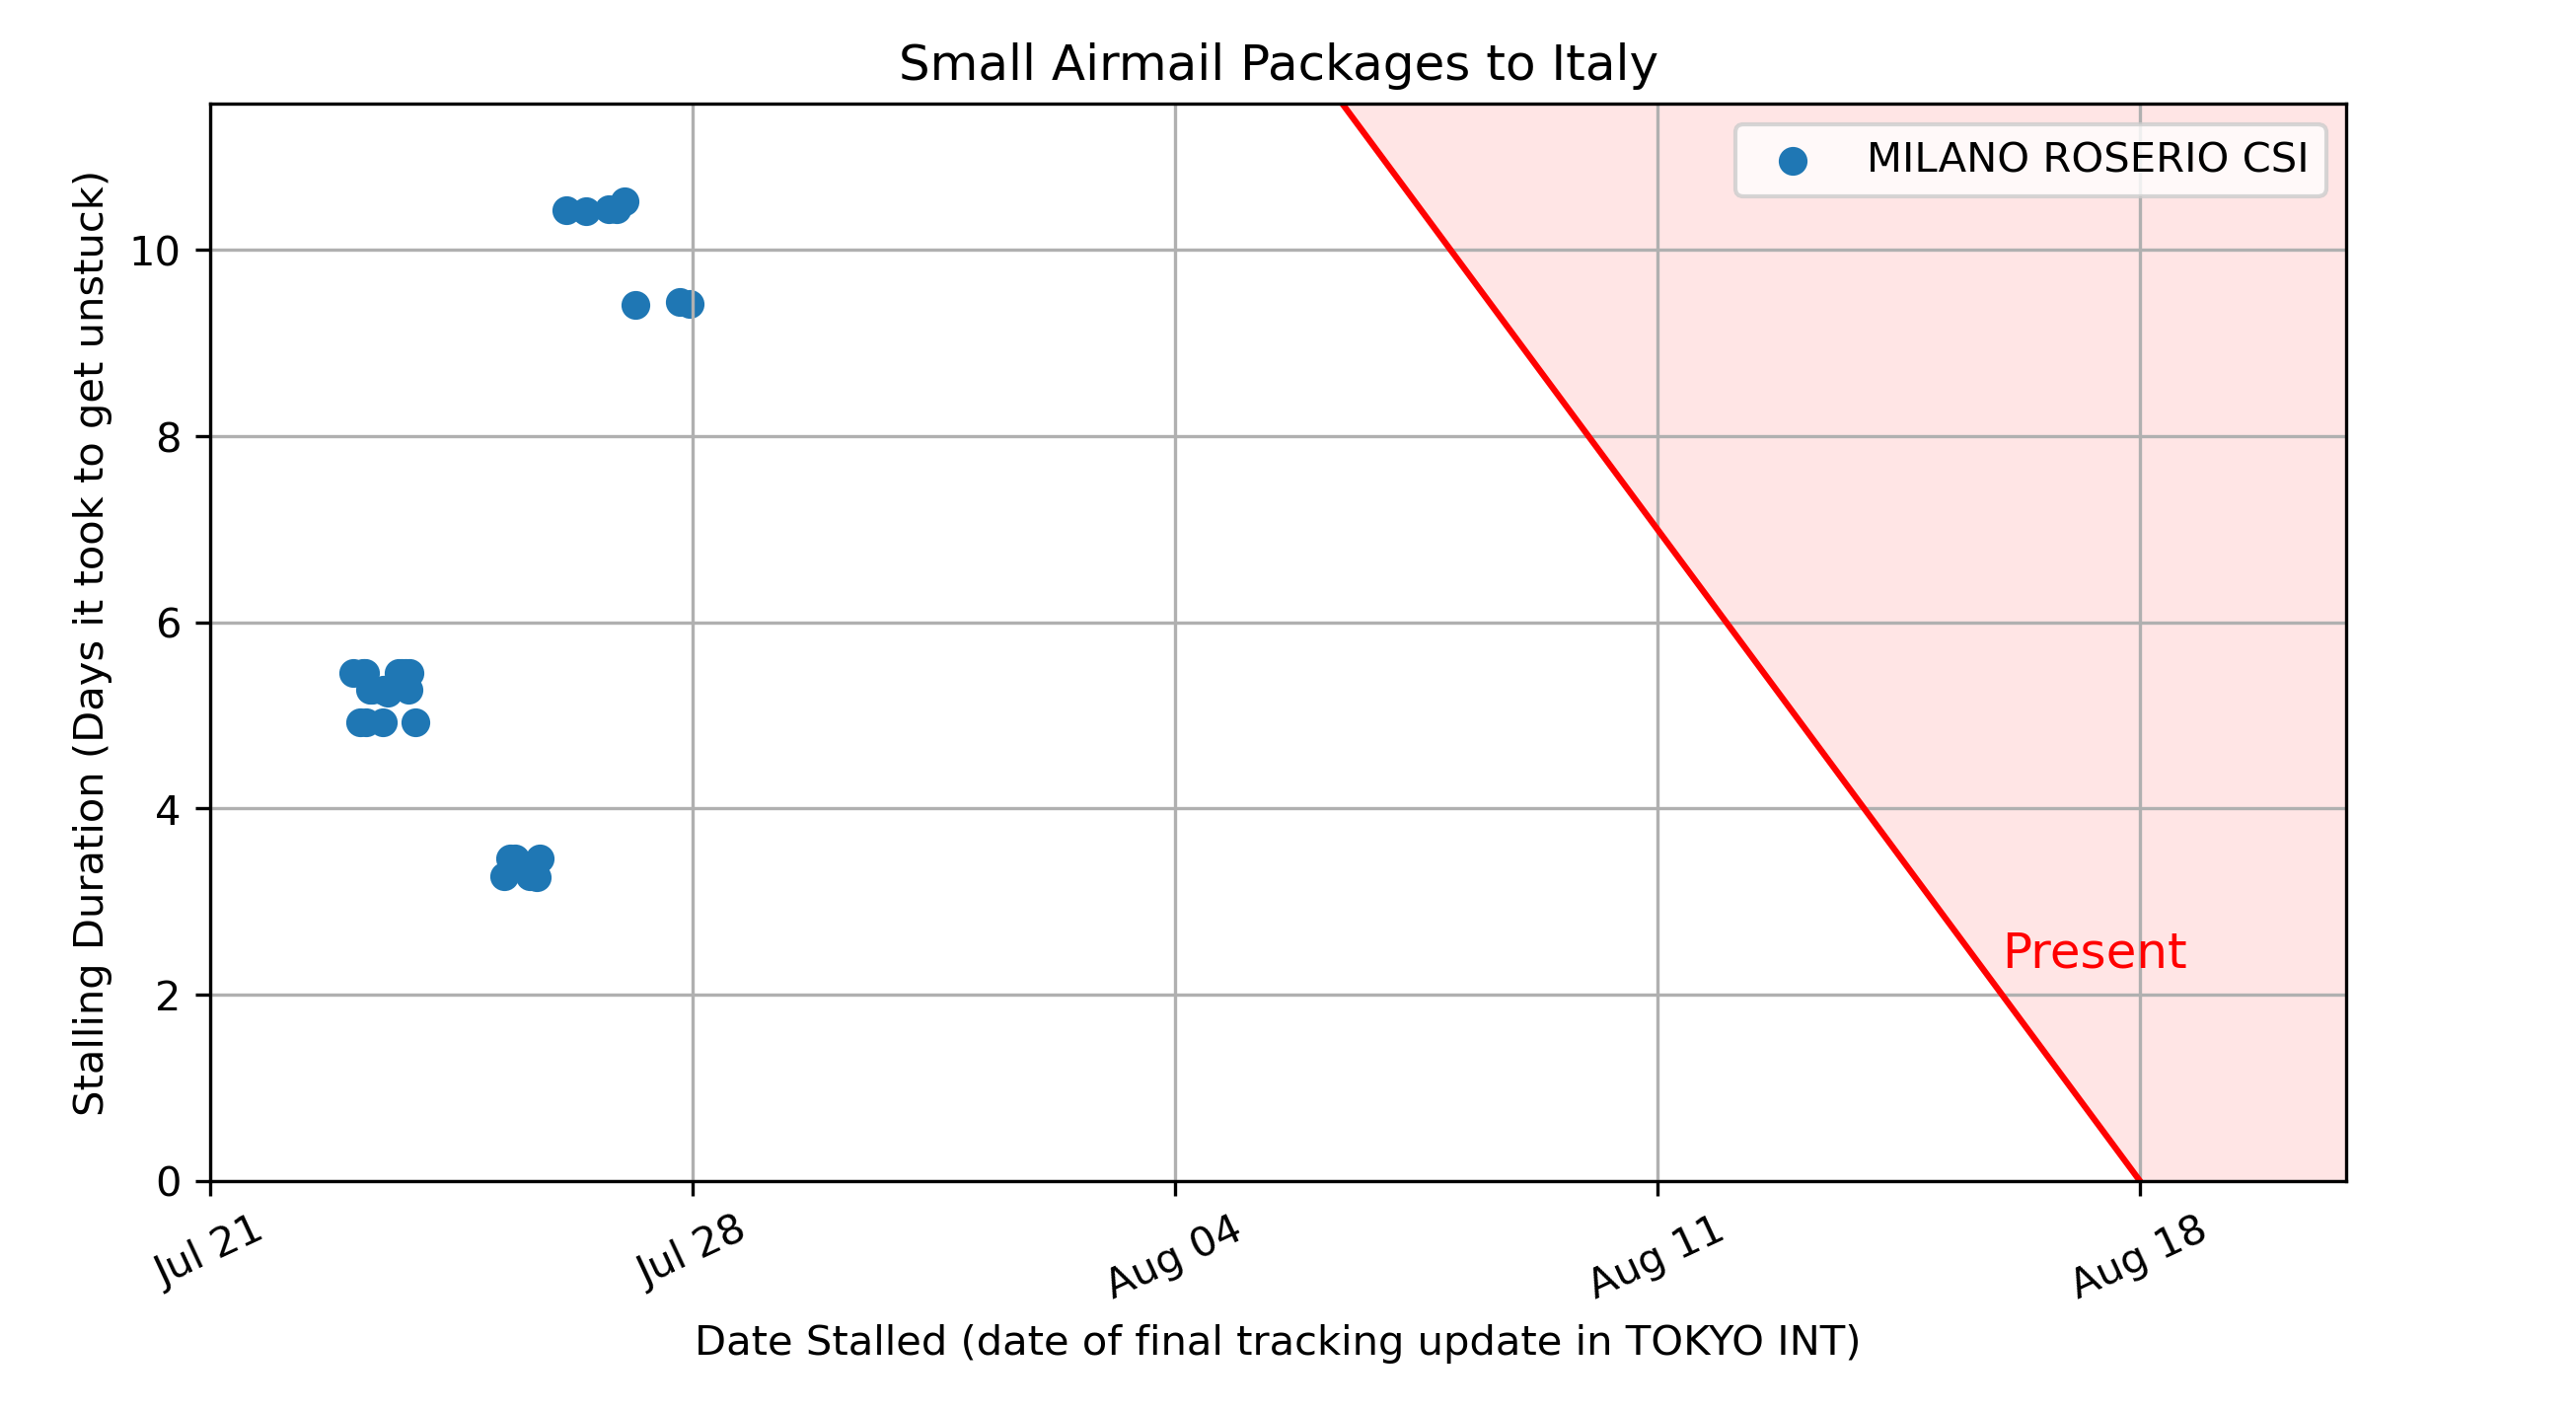 Small Airmail Packages to Italy
MILANO ROSERIO CSI
Stalling Duration (Days it took to get unstuck)
10
8
6
4
2
0
Present
Jul 21
Jul 28
Aug 04
Aug 11
Aug 18
Date Stalled (date of final tracking update in TOKYO INT)